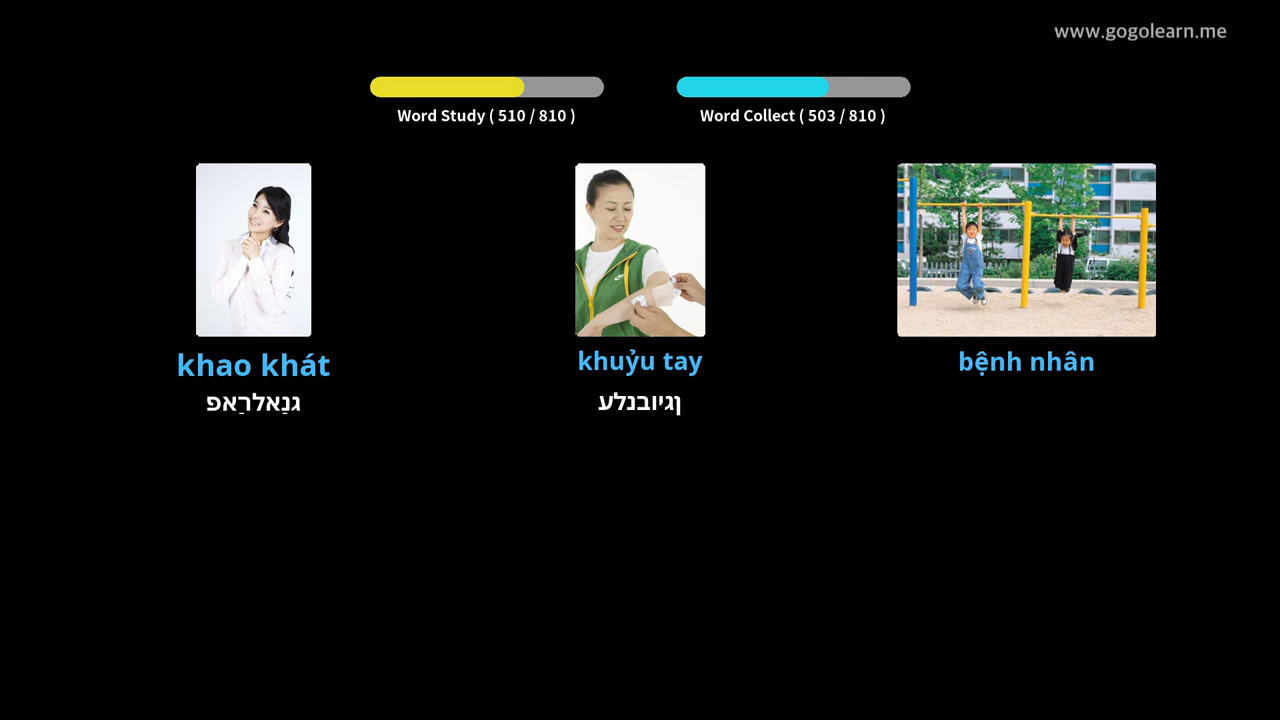 www.gogolearn.me
Word Study ( 510 / 810 )
Word Collect ( 503 / 810 )
khao khát
גנַאלרַאפ
khuỷu tay
ןגיובנלע
bệnh nhân